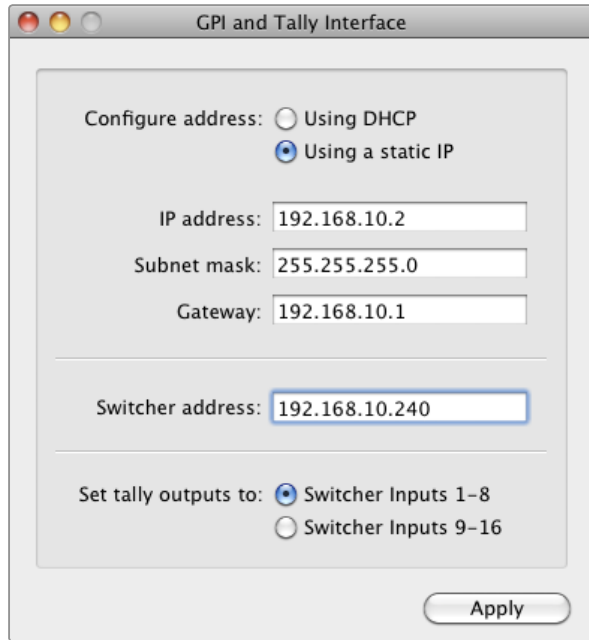 GPI and Tally Interface
Configure address: Using DHCP
Using a static IP
IP address: 192.168.10.2
Subnet mask: 255.255.255.0
Gateway: 192.168.10.1
Switcher address: 192.168.10.240
Set tally outputs to: Switcher Inputs 1-8
Switcher Inputs 9-16
Apply